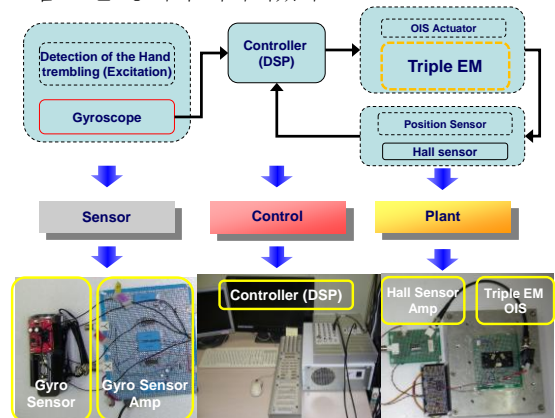 Detection of the Hand
trembling (Excitation)
Gyroscope
Controller
(DSP)
OIS Actuator
Triple EM
Position Sensor
Hall sensor
Sensor
Control
Plant
Gyro
Sensor
Gyro Sensor
Amp
Controller (DSP)
Hall Sensor
Amp
Triple EM
OIS